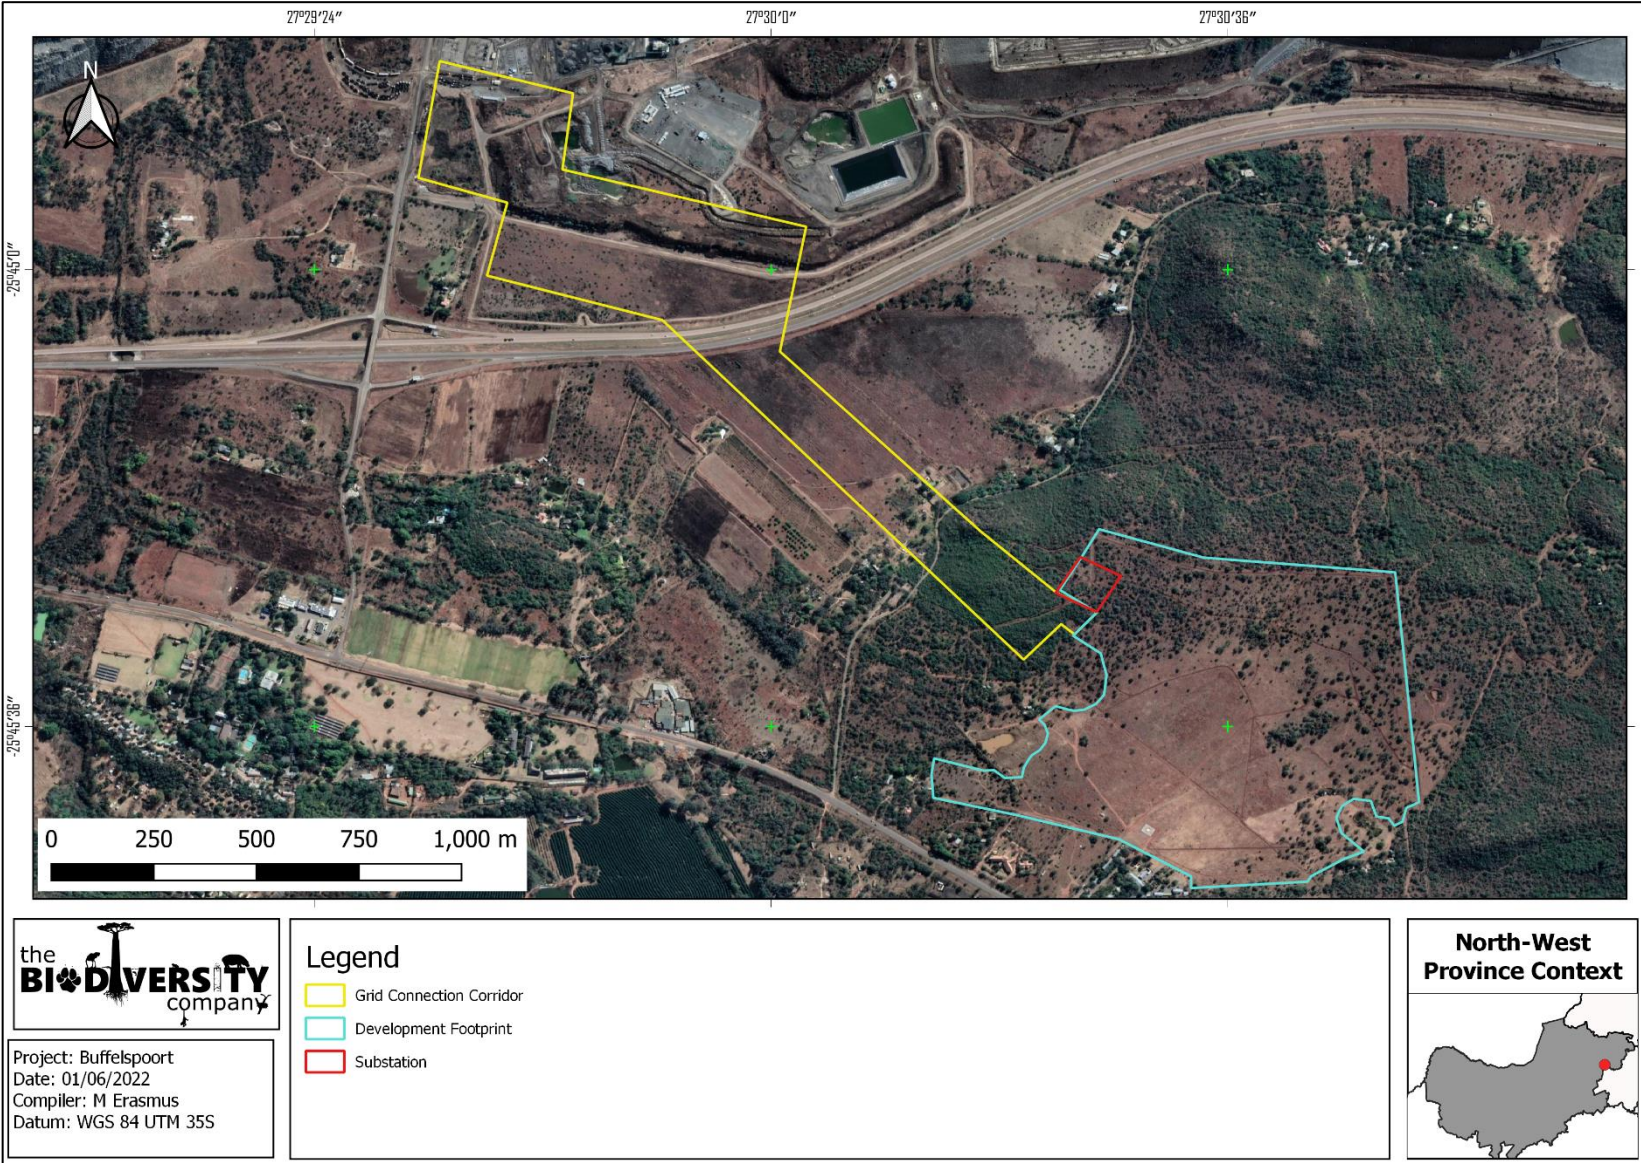 27°29'24"
27°30'0"
27°30'36"
N
-25°45'0"
-25°45'36"
0 250 500 750 1,000 m
the
BIODIVERSITY
company
Project: Buffelspoort
Date: 01/06/2022
Compiler: M Erasmus
Datum: WGS 84 UTM 35S
Legend
Grid Connection Corridor
Development Footprint
Substation
North-West
Province Context